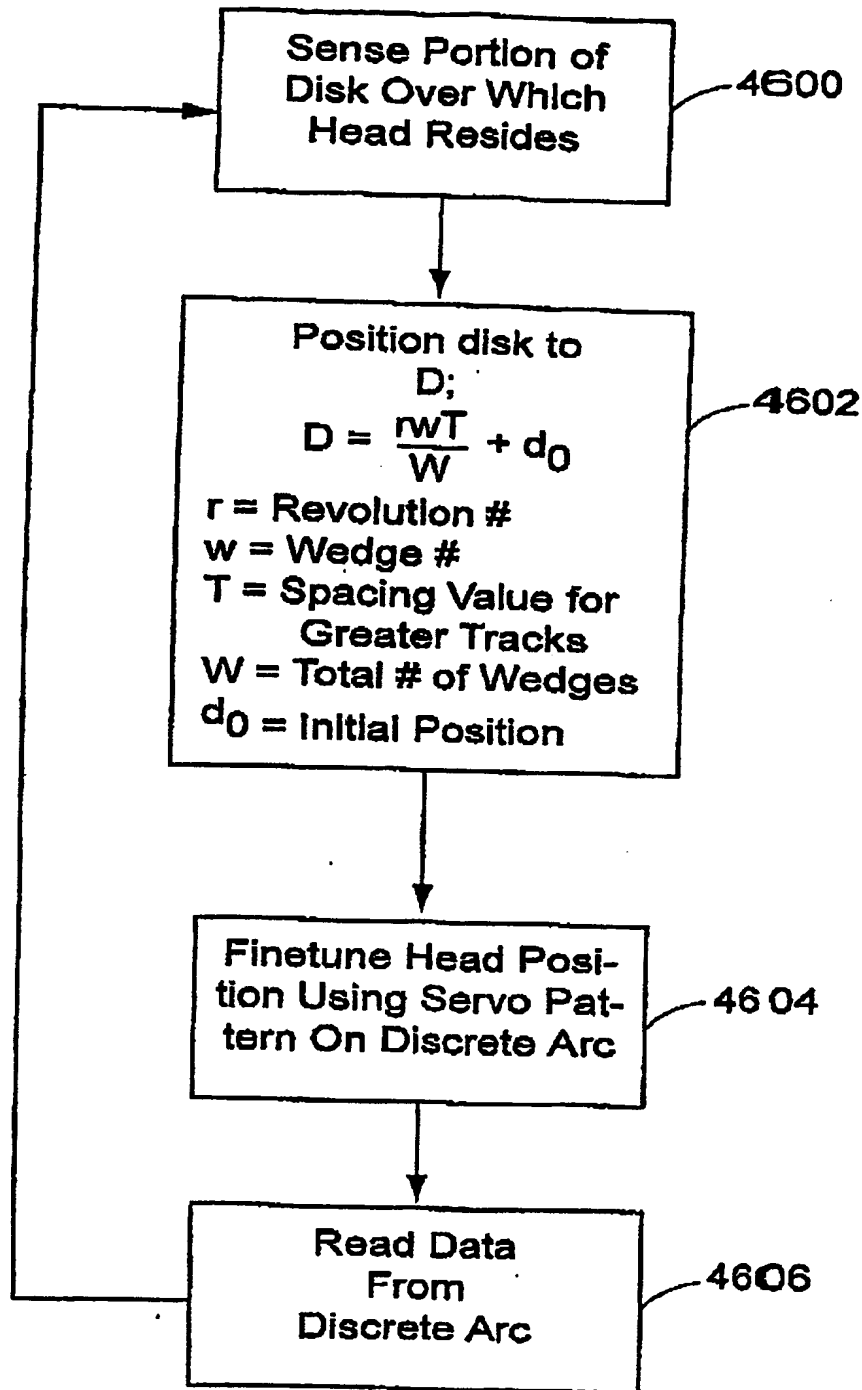 Sense Portion of
Disk Over Which
Head Resides
4600
Position disk to
D;
D = rwT/W + d0
r = Revolution #
w = Wedge #
T = Spacing Value for
Greater Tracks
W = Total # of Wedges
d0 = Initial Position
4602
Finetune Head Posi-
tion Using Servo Pat-
tern On Discrete Arc
4604
Read Data
From
Discrete Arc
4606